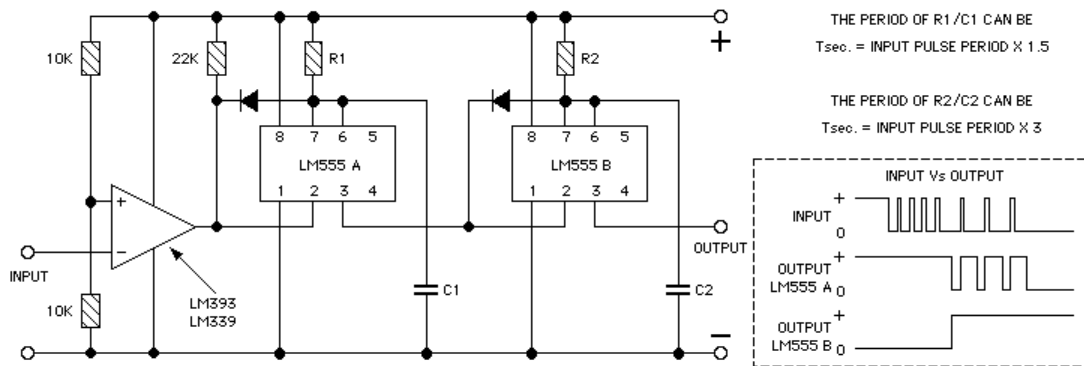 10K
22K
R1
R2
+
8 7 6 5
LM555 A
1 2 3 4
8 7 6 5
LM555 B
1 2 3 4
+
−
INPUT
OUTPUT
10K
LM393
LM339
C1
C2
−
THE PERIOD OF R1/C1 CAN BE
Tsec. = INPUT PULSE PERIOD X 1.5
THE PERIOD OF R2/C2 CAN BE
Tsec. = INPUT PULSE PERIOD X 3
INPUT Vs OUTPUT
+
INPUT
0
+
OUTPUT
LM555 A 0
+
OUTPUT
LM555 B 0